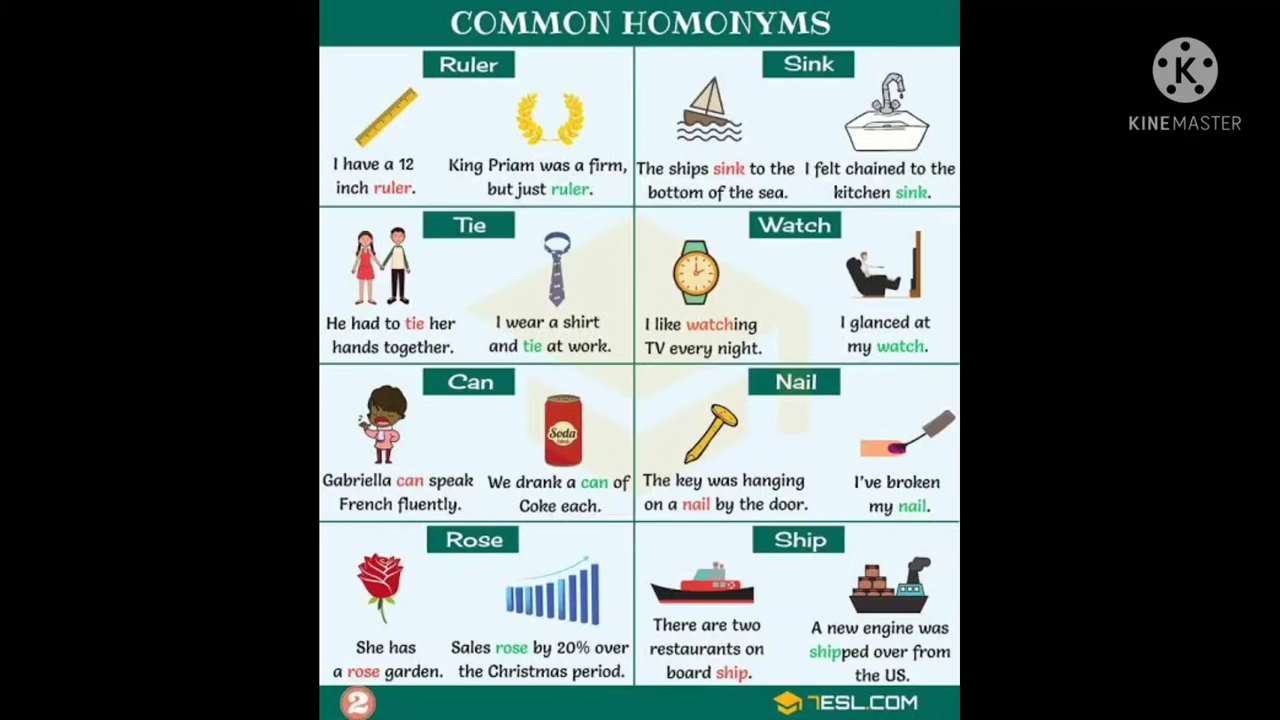 COMMON HOMONYMS
Ruler
I have a 12
inch ruler.
King Priam was a firm,
but just ruler.
Sink
The ships sink to the
bottom of the sea.
I felt chained to the
kitchen sink.
Tie
He had to tie her
hands together.
I wear a shirt
and tie at work.
Watch
I like watching
TV every night.
I glanced at
my watch.
Can
Gabriella can speak
French fluently.
Soda
We drank a can of
Coke each.
Nail
The key was hanging
on a nail by the door.
I've broken
my nail.
Rose
She has
a rose garden.
Sales rose by 20% over
the Christmas period.
Ship
There are two
restaurants on
board ship.
A new engine was
shipped over from
the US.
2
7ESL.COM
K
KINEMASTER